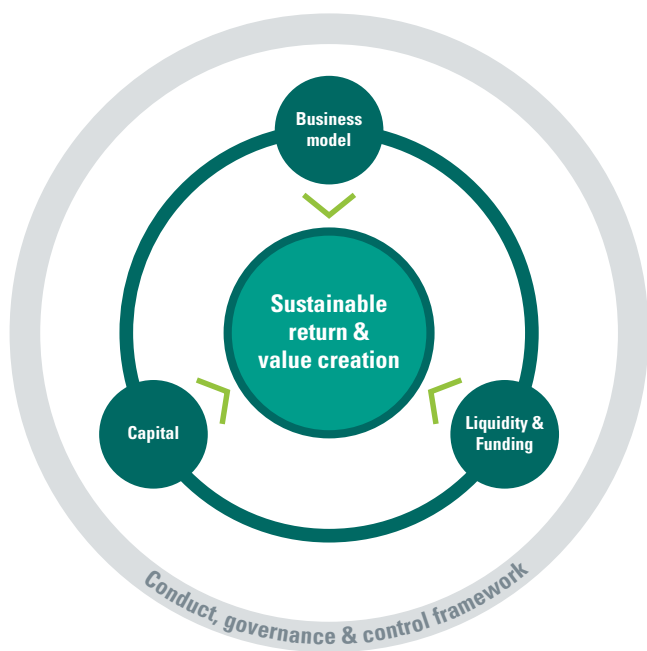 Business
model
Sustainable
return &
value creation
Capital
Liquidity &
Funding
Conduct, governance & control framework